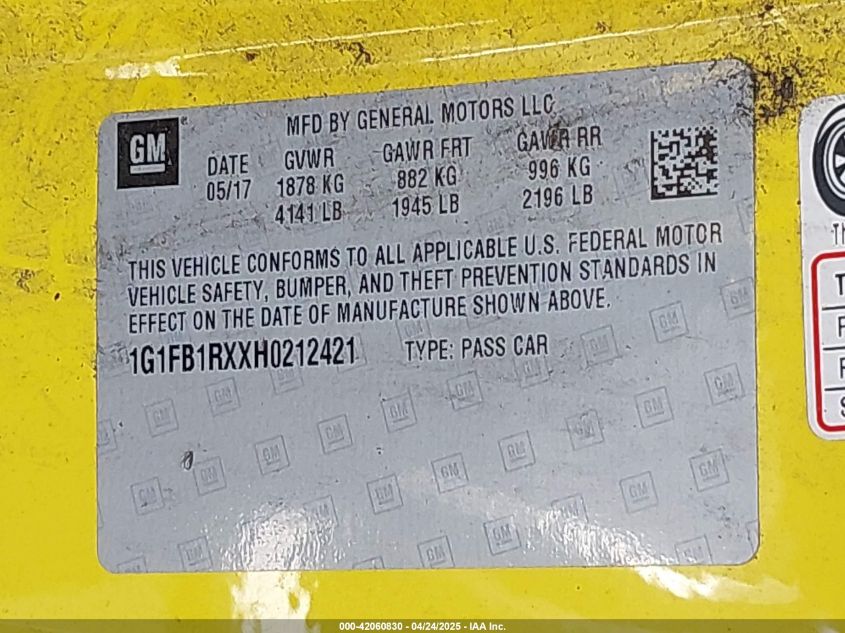 MFD BY GENERAL MOTORS LLC
GM
DATE GVWR GAWR FRT GAWR RR
05/17 1878 KG 882 KG 996 KG
4141 LB 1945 LB 2196 LB
THIS VEHICLE CONFORMS TO ALL APPLICABLE U.S. FEDERAL MOTOR
VEHICLE SAFETY, BUMPER, AND THEFT PREVENTION STANDARDS IN
EFFECT ON THE DATE OF MANUFACTURE SHOWN ABOVE.
1G1FB1RXXH0212421 TYPE: PASS CAR
000-42060830 - 04/24/2025 - IAA Inc.